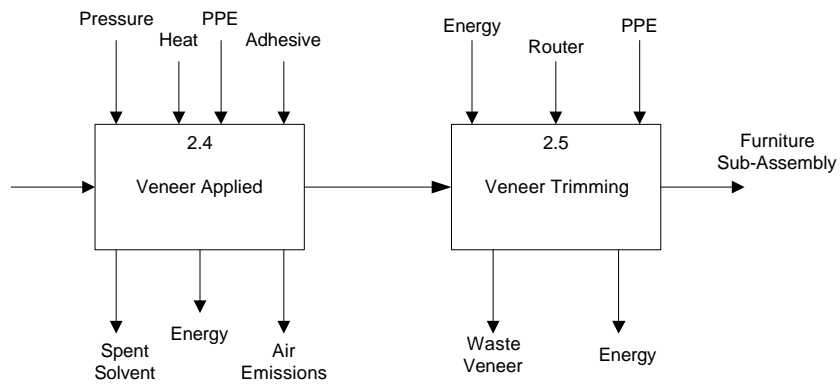 Pressure
Heat
PPE
Adhesive
Energy
Router
PPE
2.4
Veneer Applied
2.5
Veneer Trimming
Furniture
Sub-Assembly
Spent
Solvent
Energy
Air
Emissions
Waste
Veneer
Energy